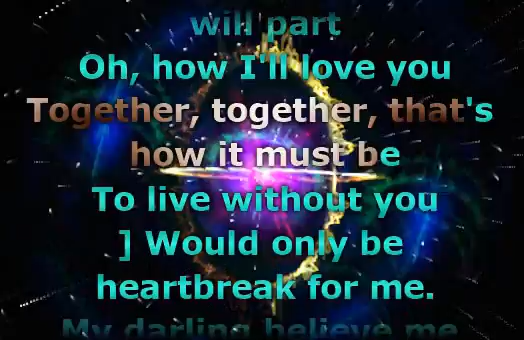 will part
Oh, how I'll love you
Together, together, that's
how it must be
To live without you
] Would only be
heartbreak for me.
My darling believe me